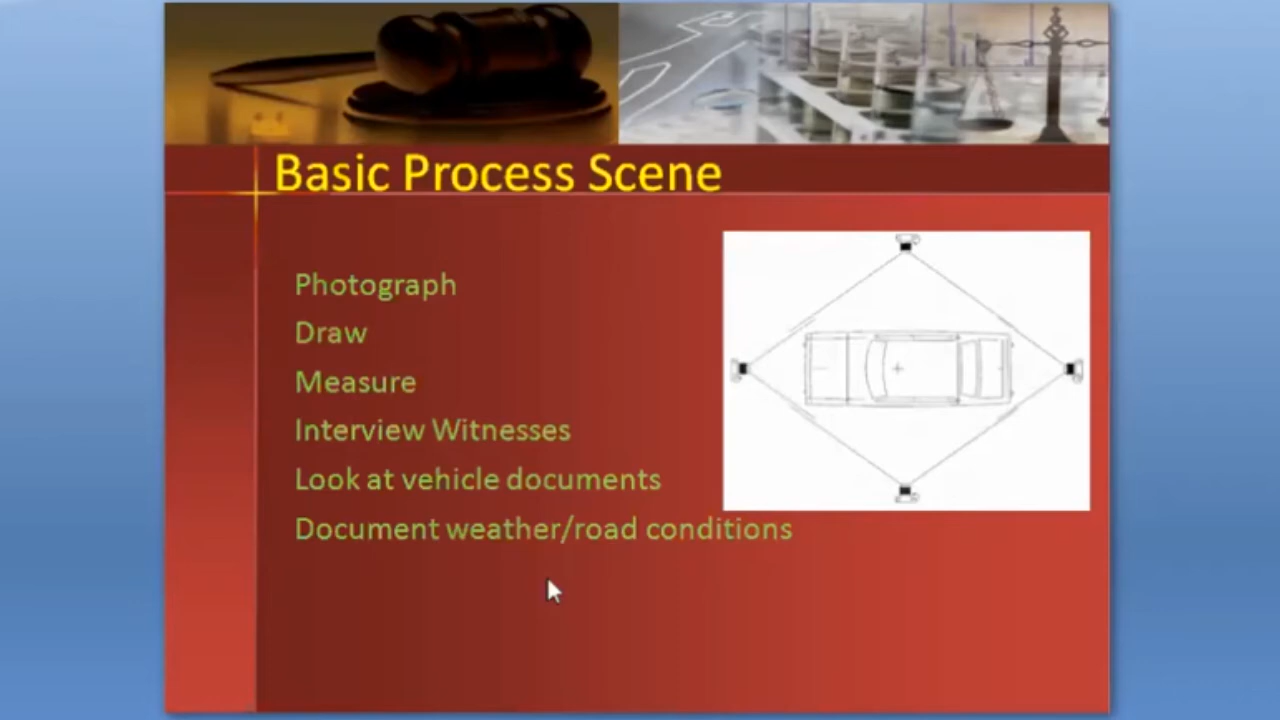 Basic Process Scene
Photograph
Draw
Measure
Interview Witnesses
Look at vehicle documents
Document weather/road conditions